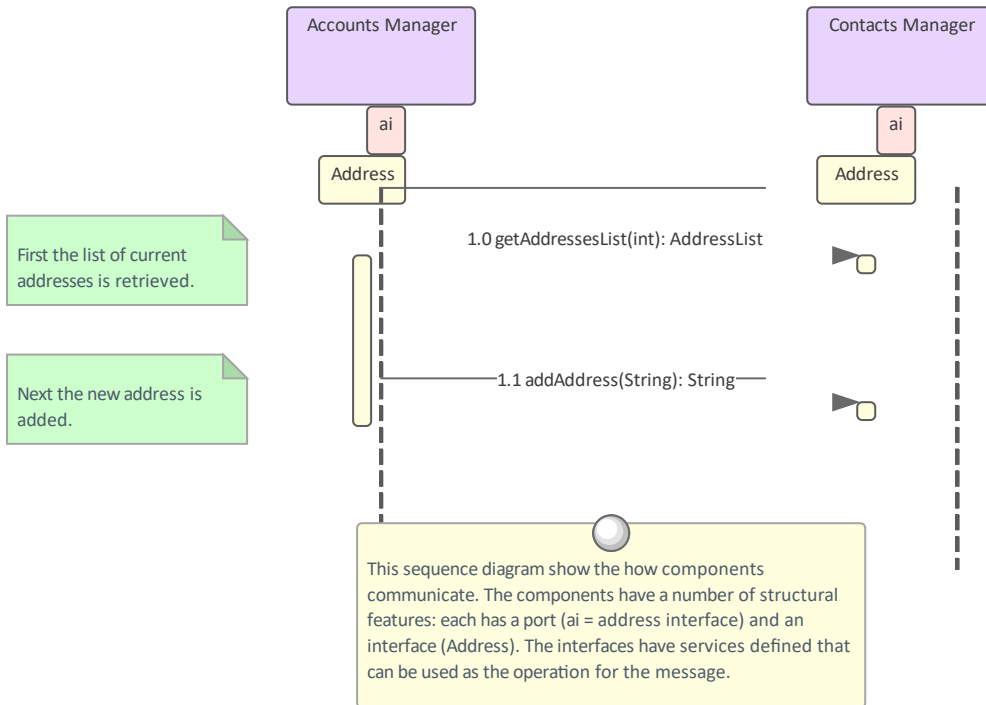 Accounts Manager
Contacts Manager
ai
ai
Address
Address
1.0 getAddressesList(int): AddressList
First the list of current
addresses is retrieved.
1.1 addAddress(String): String
Next the new address is
added.
This sequence diagram show the how components
communicate. The components have a number of structural
features: each has a port (ai = address interface) and an
interface (Address). The interfaces have services defined that
can be used as the operation for the message.